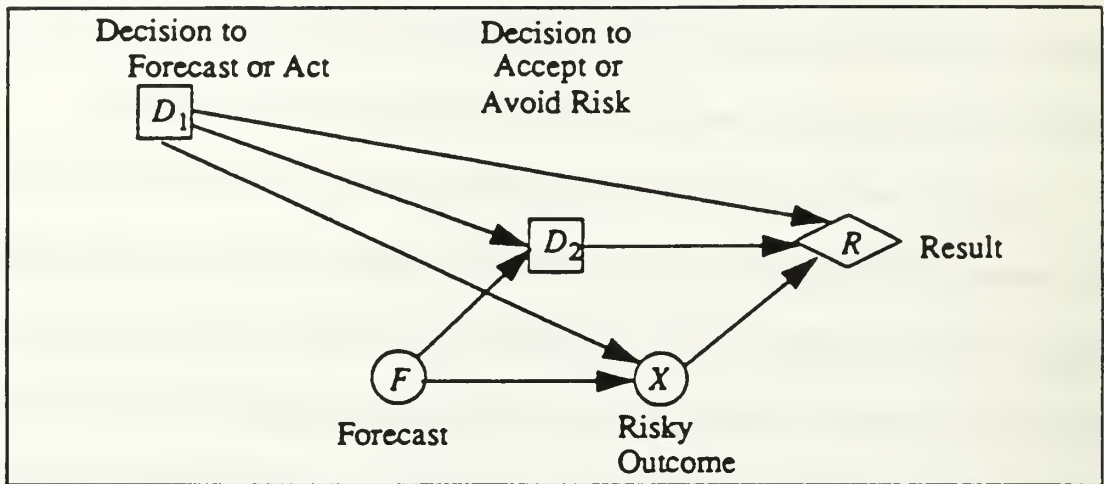 Decision to
Forecast or Act
D1
Decision to
Accept or
Avoid Risk
D2
R
Result
F
Forecast
X
Risky
Outcome